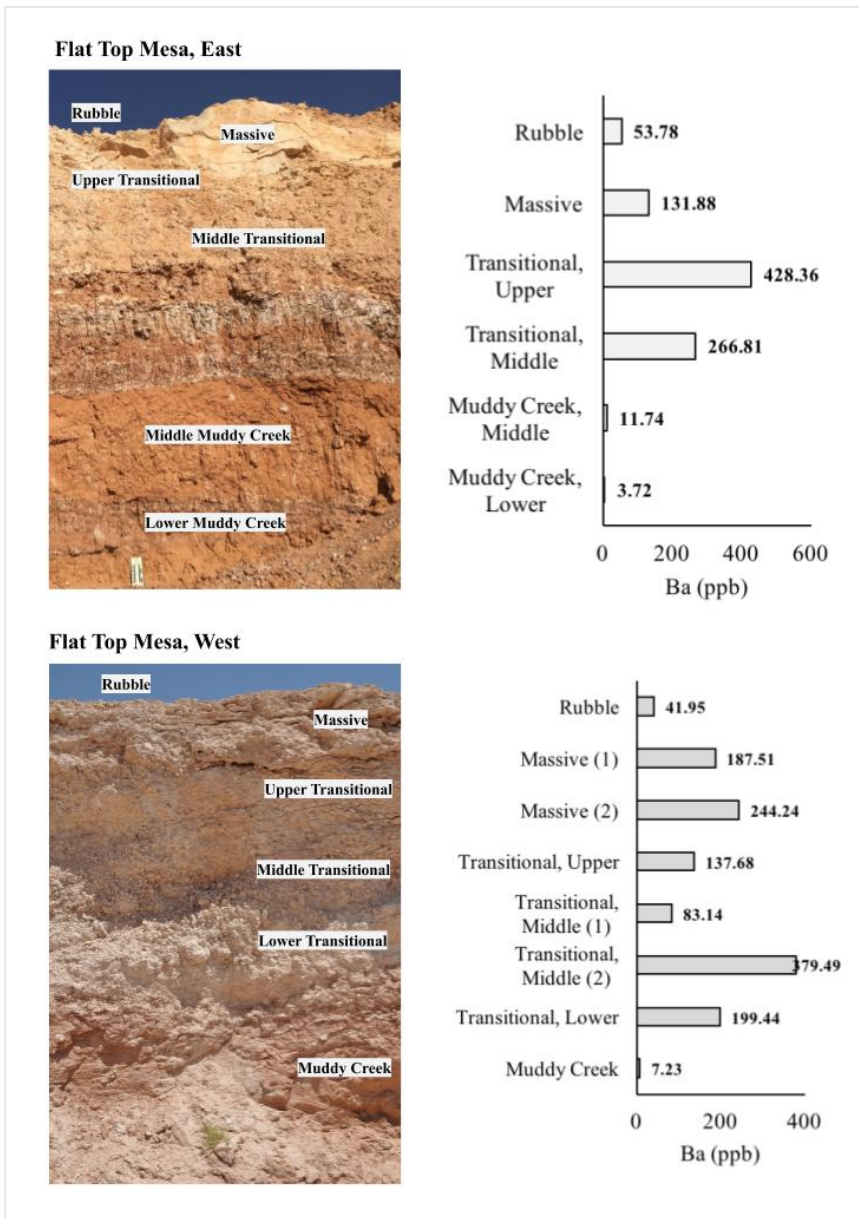 Flat Top Mesa, East
Rubble
Massive
Upper Transitional
Middle Transitional
Middle Muddy Creek
Lower Muddy Creek
Rubble
53.78
Massive
131.88
Transitional,
Upper
428.36
Transitional,
Middle
266.81
Muddy Creek,
Middle
11.74
Muddy Creek,
Lower
3.72
0 200 400 600
Ba (ppb)
Flat Top Mesa, West
Rubble
Massive
Upper Transitional
Middle Transitional
Lower Transitional
Muddy Creek
Rubble
41.95
Massive (1)
187.51
Massive (2)
244.24
Transitional, Upper
137.68
Transitional,
Middle (1)
83.14
Transitional,
Middle (2)
379.49
Transitional, Lower
199.44
Muddy Creek
7.23
0 200 400
Ba (ppb)